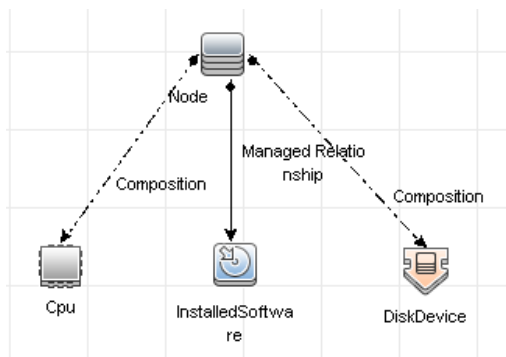 Node
Managed Relatio
nship
Composition
Composition
Cpu
InstalledSoftwa
re
DiskDevice